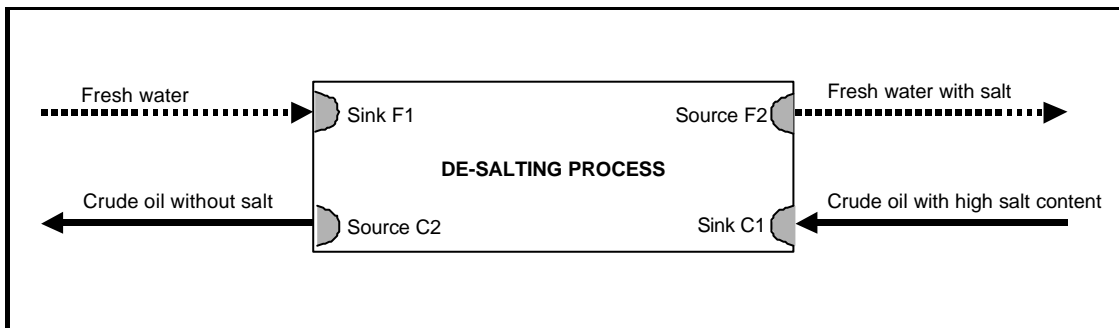 Fresh water
Fresh water with salt
Sink F1
Source F2
DE-SALTING PROCESS
Crude oil without salt
Crude oil with high salt content
Source C2
Sink C1